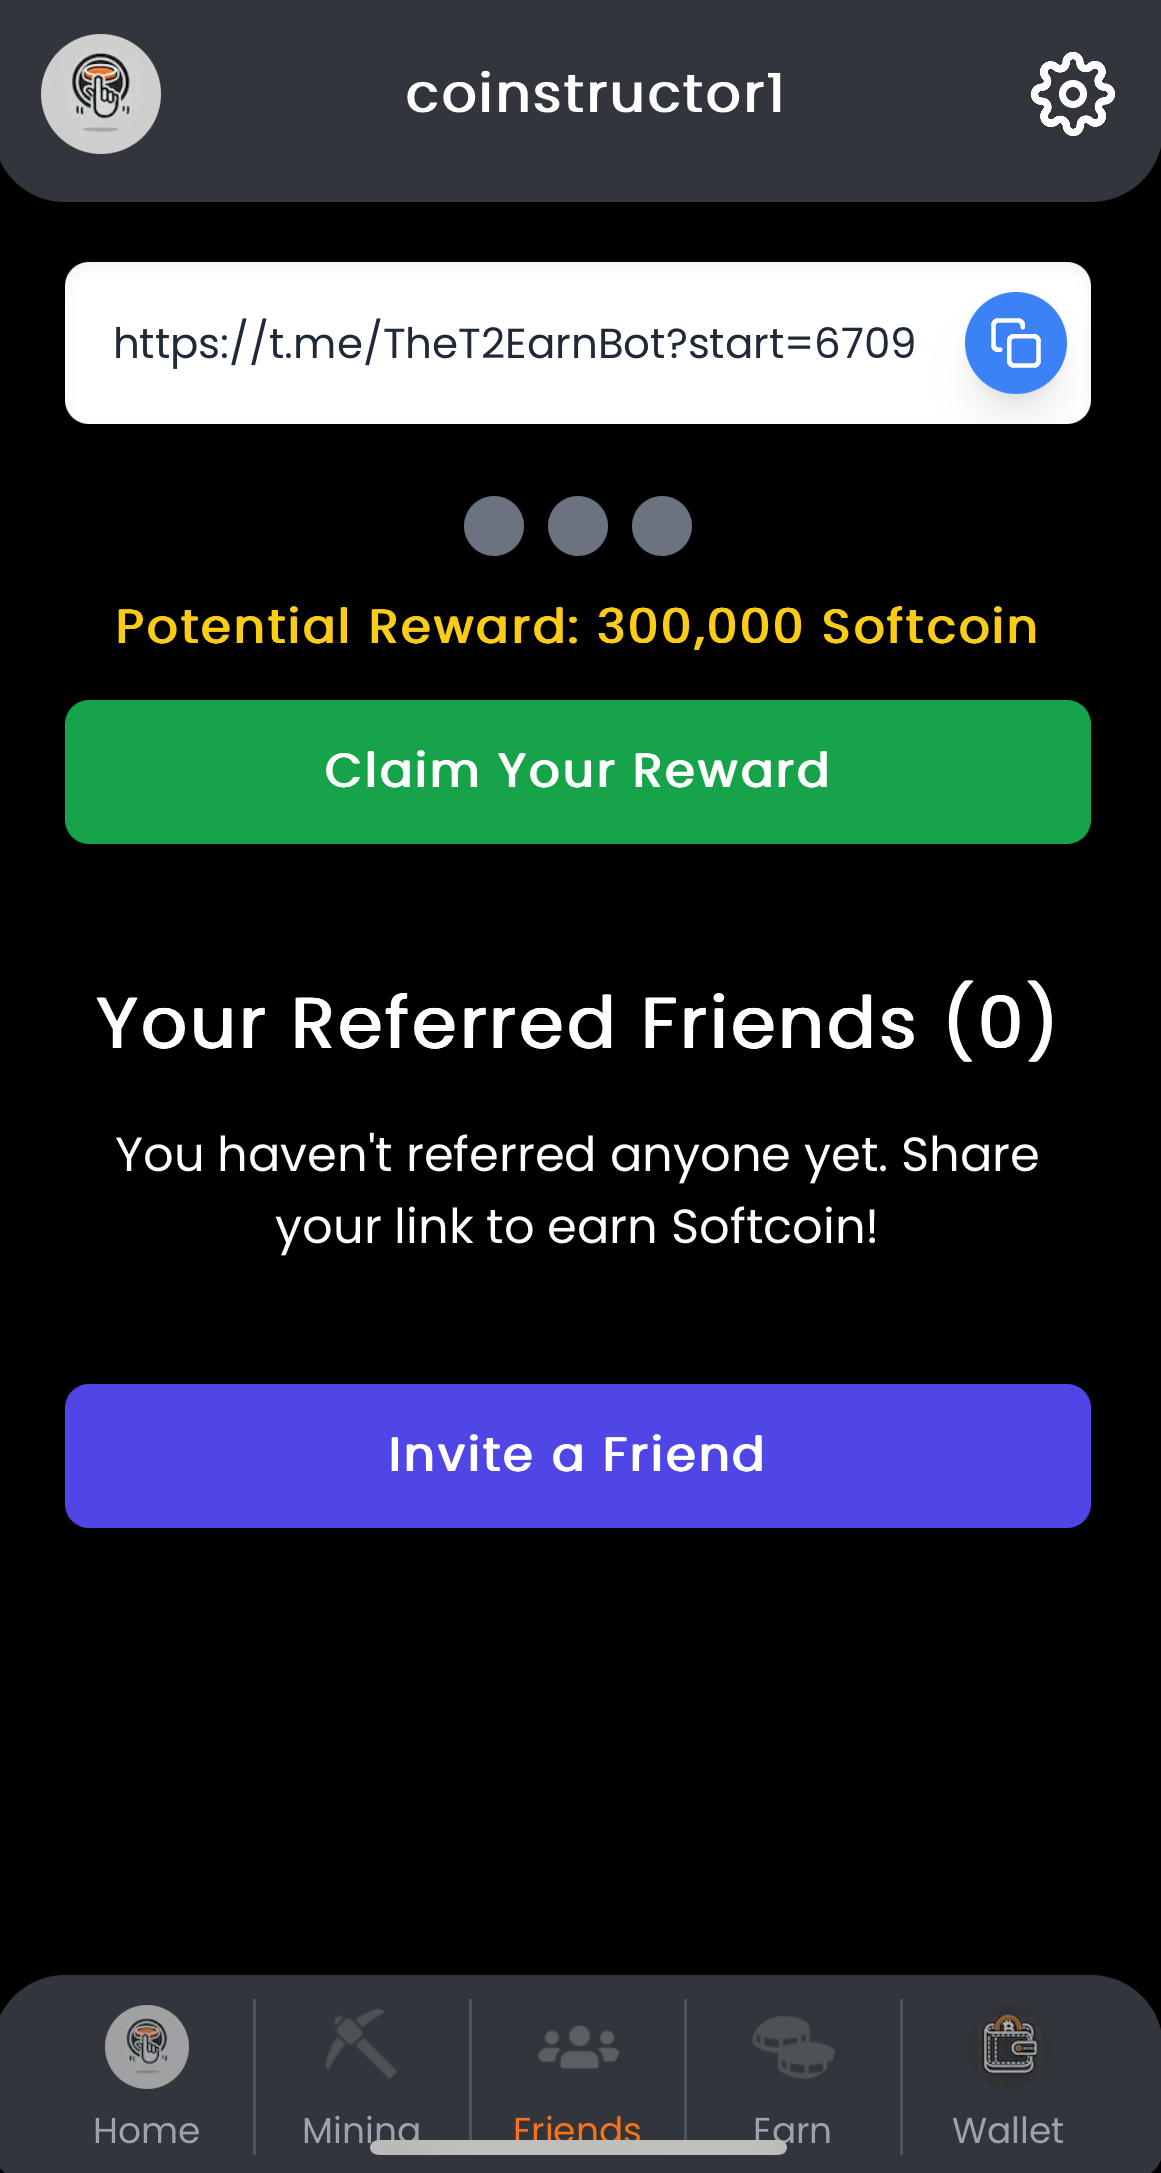 coinstructor1
https://t.me/TheT2EarnBot?start=6709
Potential Reward: 300,000 Softcoin
Claim Your Reward
Your Referred Friends (0)
You haven't referred anyone yet. Share
your link to earn Softcoin!
Invite a Friend
Home
Mining
Friends
Earn
Wallet